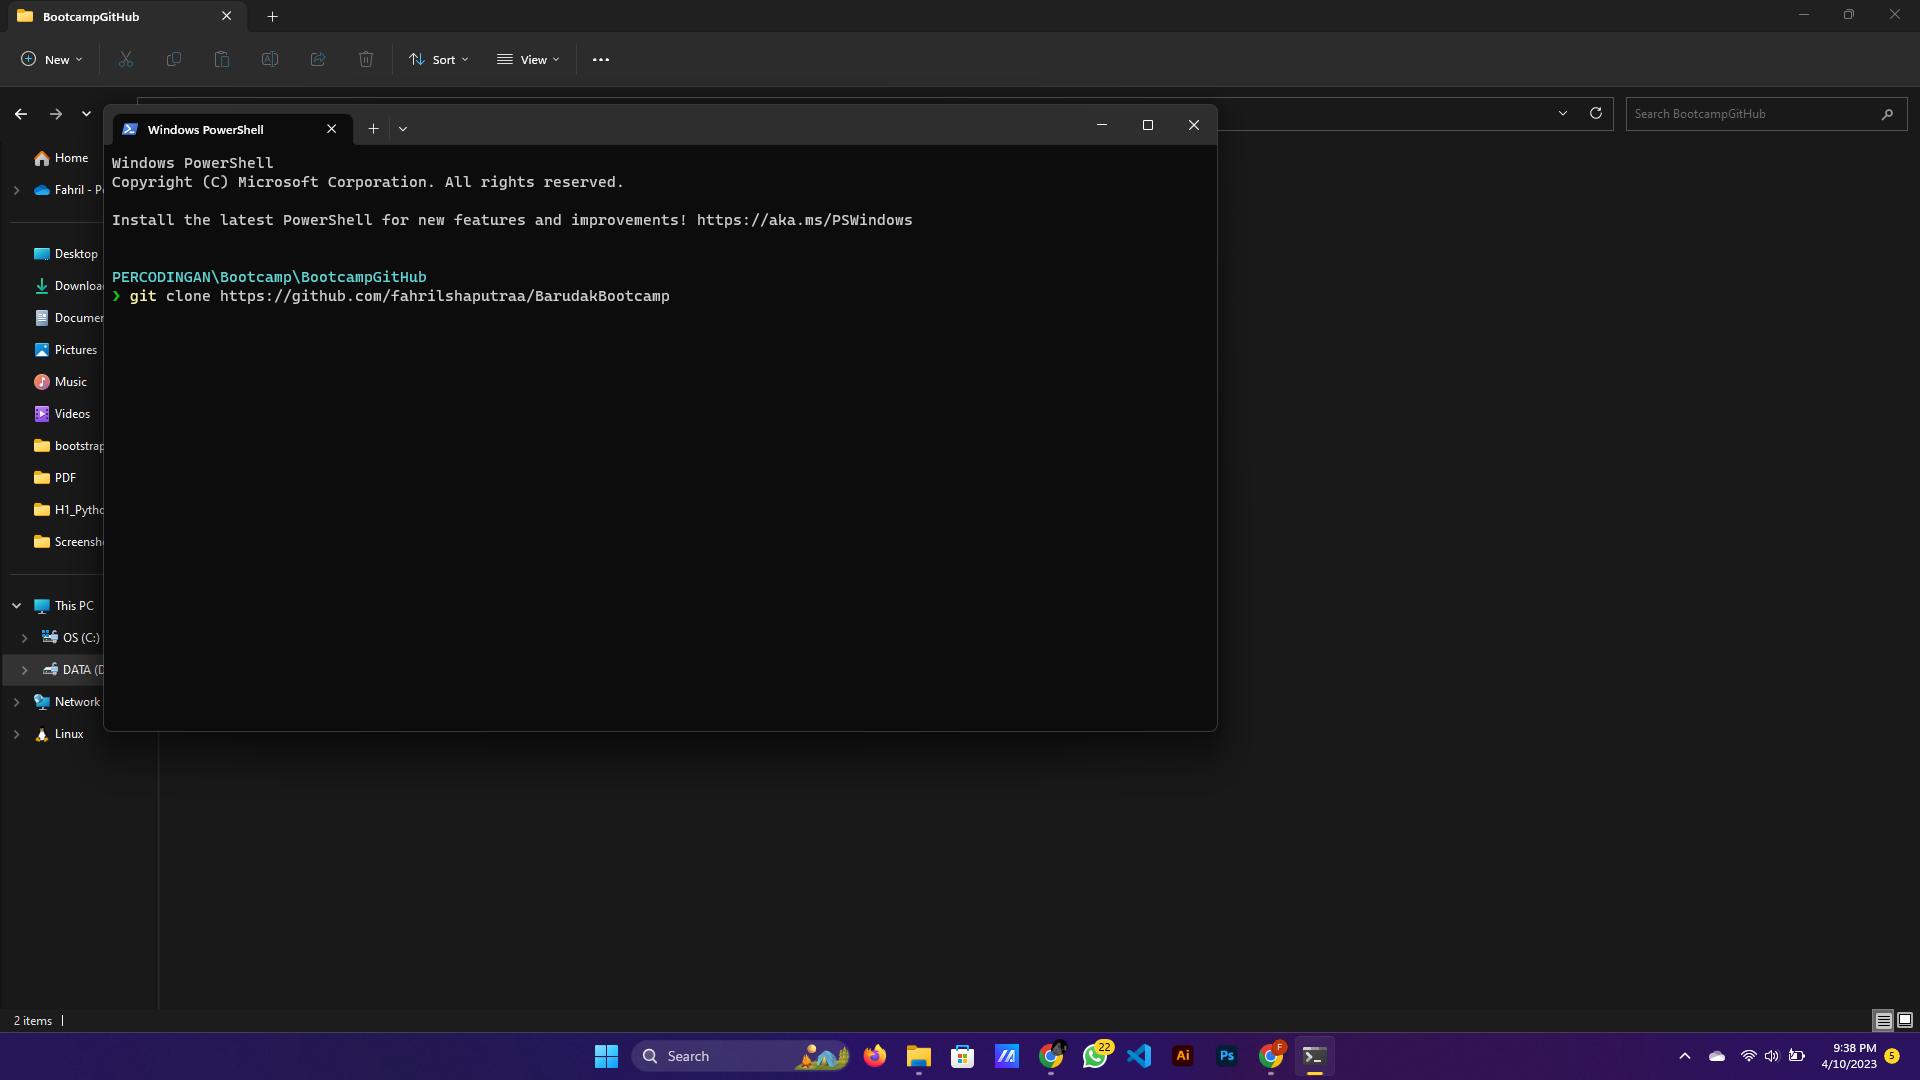 BootcampGitHub
New
Sort
View
Search BootcampGitHub
Windows PowerShell
Windows PowerShell
Copyright (C) Microsoft Corporation. All rights reserved.
Install the latest PowerShell for new features and improvements! https://aka.ms/PSWindows
PERCODINGAN\Bootcamp\BootcampGitHub
❯ git clone https://github.com/fahrilshaputraa/BarudakBootcamp
Home
Fahril - P
Desktop
Downloa
Documen
Pictures
Music
Videos
bootstrap
PDF
H1_Pytho
Screensh
This PC
OS (C:)
DATA (D
Network
Linux
2 items
Search
22
Ai
Ps
F
9:38 PM
4/10/2023
5